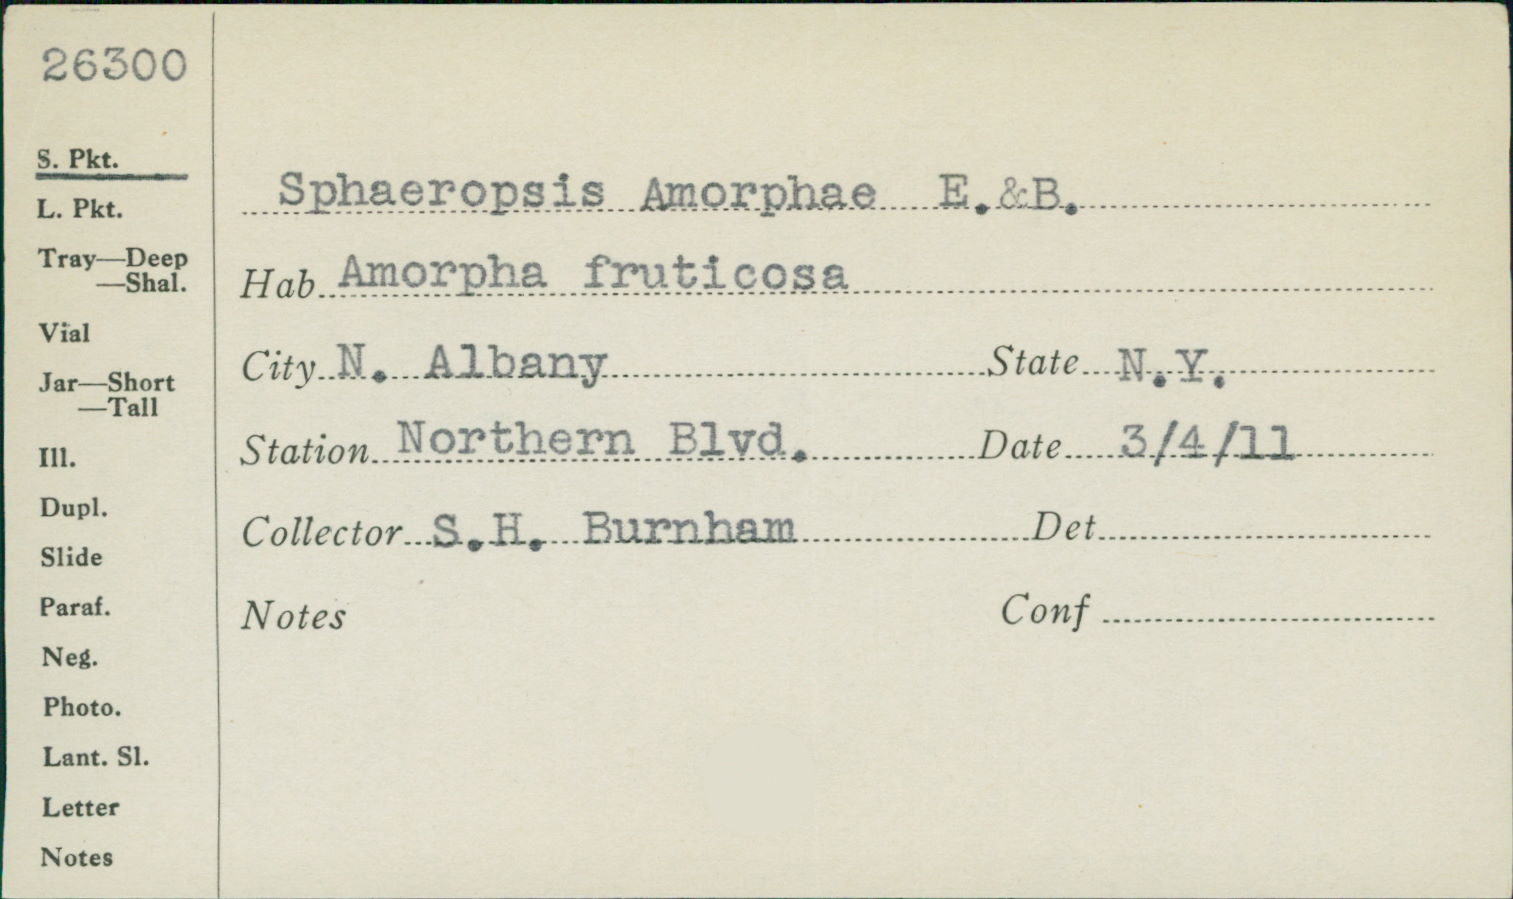 26300
S. Pkt.
L. Pkt.
Tray—Deep
—Shal.
Vial
Jar—Short
—Tall
Ill.
Dupl.
Slide
Paraf.
Neg.
Photo.
Lant. Sl.
Letter
Notes
Sphaeropsis Amorphae E.&B.
Hab Amorpha fruticosa
City N. Albany State N.Y.
Station Northern Blvd. Date 3/4/11
Collector S.H. Burnham Det
Notes Conf